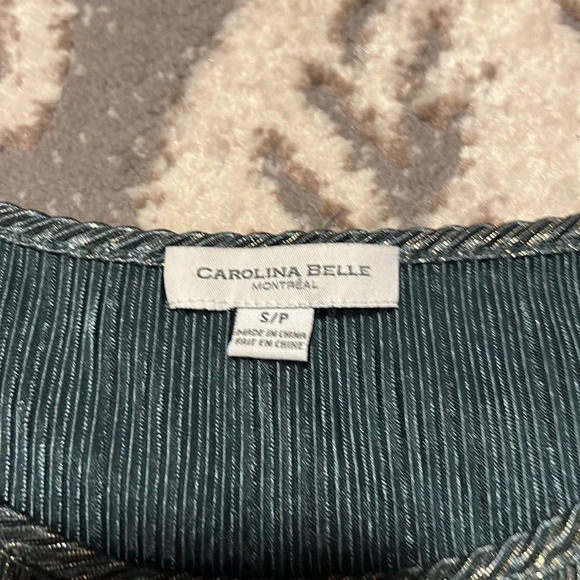 CAROLINA BELLE
MONTRÉAL
S/P
MADE IN CHINA
FAIT EN CHINE